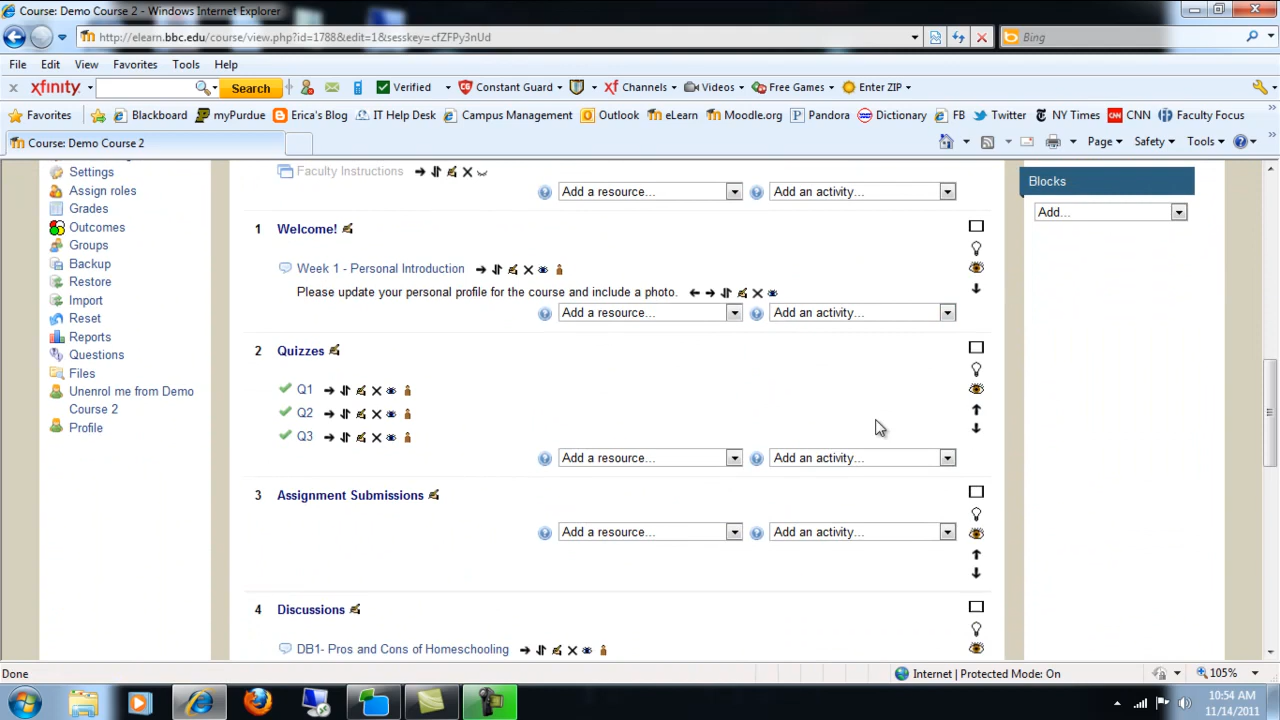 Course: Demo Course 2 - Windows Internet Explorer
http://elearn.bbc.edu/course/view.php?id=1788&edit=1&sesskey=cfZFPy3nUd
Bing
File Edit View Favorites Tools Help
xfinity Search Verified Constant Guard Channels Videos Free Games Enter ZIP
Favorites Blackboard myPurdue Erica's Blog IT Help Desk Campus Management Outlook eLearn Moodle.org Pandora Dictionary FB Twitter NY Times CNN Faculty Focus
Course: Demo Course 2
Page Safety Tools
Settings
Assign roles
Grades
Outcomes
Groups
Backup
Restore
Import
Reset
Reports
Questions
Files
Unenrol me from Demo
Course 2
Profile
Faculty Instructions
Add a resource... Add an activity...
1 Welcome!
Week 1 - Personal Introduction
Please update your personal profile for the course and include a photo.
Add a resource... Add an activity...
2 Quizzes
Q1
Q2
Q3
Add a resource... Add an activity...
3 Assignment Submissions
Add a resource... Add an activity...
4 Discussions
DB1- Pros and Cons of Homeschooling
Blocks
Add...
Done
Internet | Protected Mode: On
105%
10:54 AM
11/14/2011